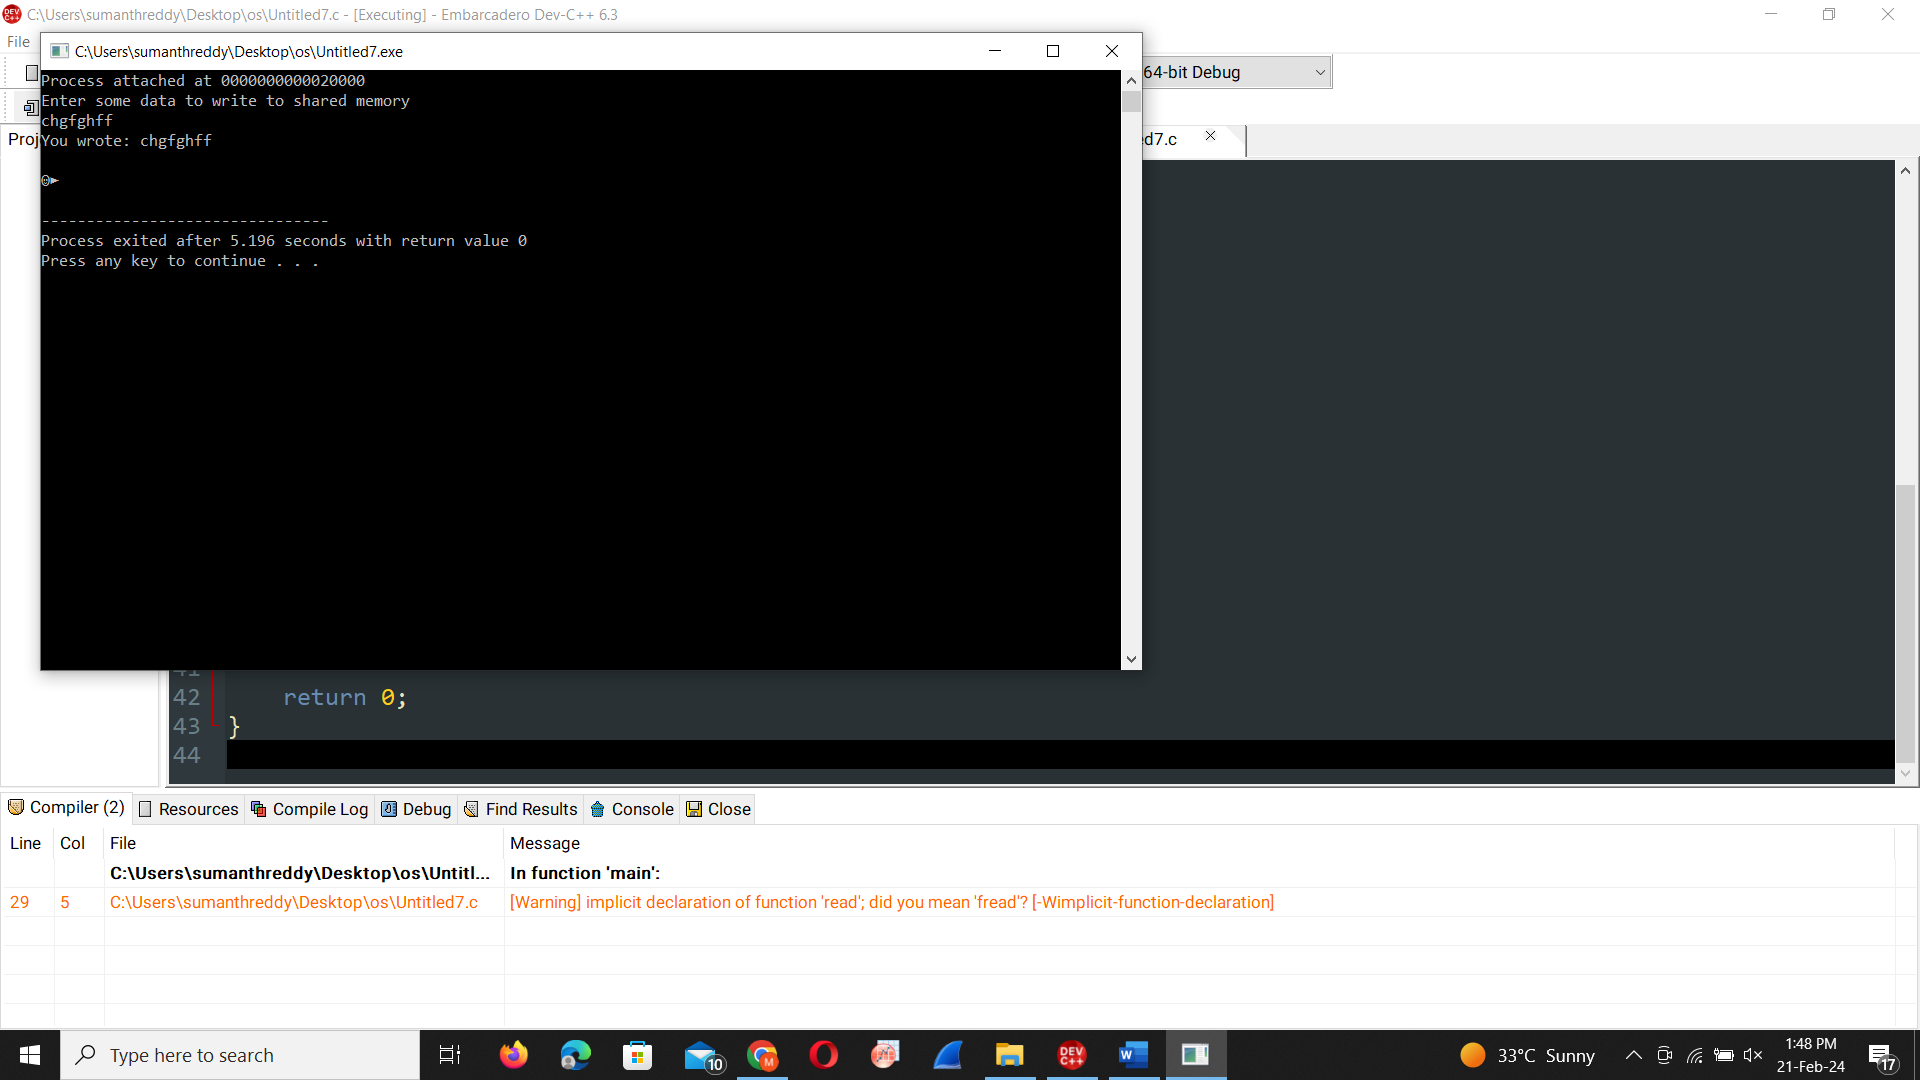 C:\Users\sumanthreddy\Desktop\os\Untitled7.c - [Executing] - Embarcadero Dev-C++ 6.3
File
C:\Users\sumanthreddy\Desktop\os\Untitled7.exe
64-bit Debug
Process attached at 0000000000020000
Enter some data to write to shared memory
chgfghff
Proj
You wrote: chgfghff
ed7.c
--------------------------------
Process exited after 5.196 seconds with return value 0
Press any key to continue . . .
41
42 return 0;
43 }
44
Compiler (2) Resources Compile Log Debug Find Results Console Close
Line Col File Message
C:\Users\sumanthreddy\Desktop\os\Untitl... In function 'main':
29 5 C:\Users\sumanthreddy\Desktop\os\Untitled7.c [Warning] implicit declaration of function 'read'; did you mean 'fread'? [-Wimplicit-function-declaration]
Type here to search
10
M
DEV C++
W
33°C Sunny
1:48 PM
21-Feb-24
17